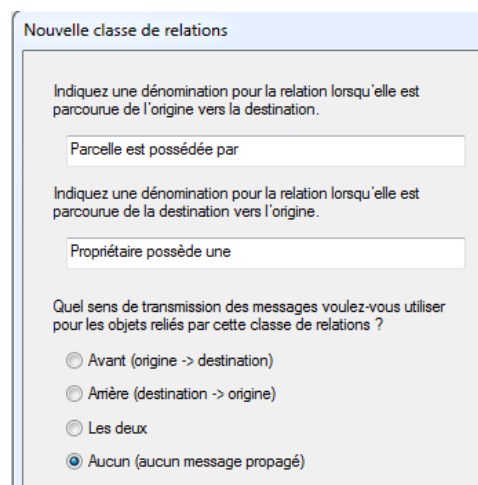 Nouvelle classe de relations
Indiquez une dénomination pour la relation lorsqu'elle est
parcourue de l'origine vers la destination.
Parcelle est possédée par
Indiquez une dénomination pour la relation lorsqu'elle est
parcourue de la destination vers l'origine.
Propriétaire possède une
Quel sens de transmission des messages voulez-vous utiliser
pour les objets reliés par cette classe de relations ?
Avant (origine -> destination)
Arrière (destination -> origine)
Les deux
Aucun (aucun message propagé)